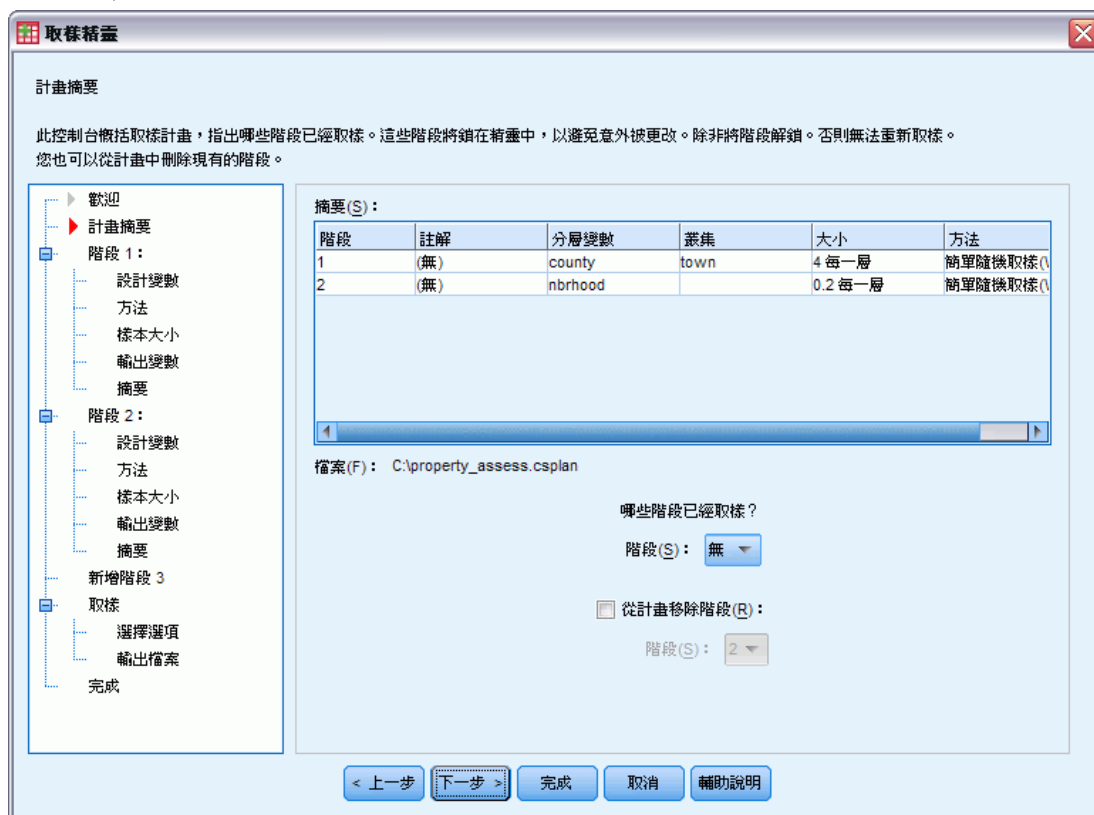 取樣精靈
計畫摘要
此控制台概括取樣計畫，指出哪些階段已經取樣。這些階段將鎖在精靈中，以避免意外被更改。除非將階段解鎖。否則無法重新取樣。
您也可以從計畫中刪除現有的階段。
歡迎
計畫摘要
階段 1：
設計變數
方法
樣本大小
輸出變數
摘要
階段 2：
設計變數
方法
樣本大小
輸出變數
摘要
新增階段 3
取樣
選擇選項
輸出檔案
完成
摘要(S)：
階段 註解 分層變數 叢集 大小 方法
1 (無) county town 4 每一層 簡單隨機取樣(\
2 (無) nbrhood 0.2 每一層 簡單隨機取樣(\
檔案(F)： C:\property_assess.csplan
哪些階段已經取樣？
階段(S)： 無
從計畫移除階段(R)：
階段(S)： 2
< 上一步 下一步 > 完成 取消 輔助說明